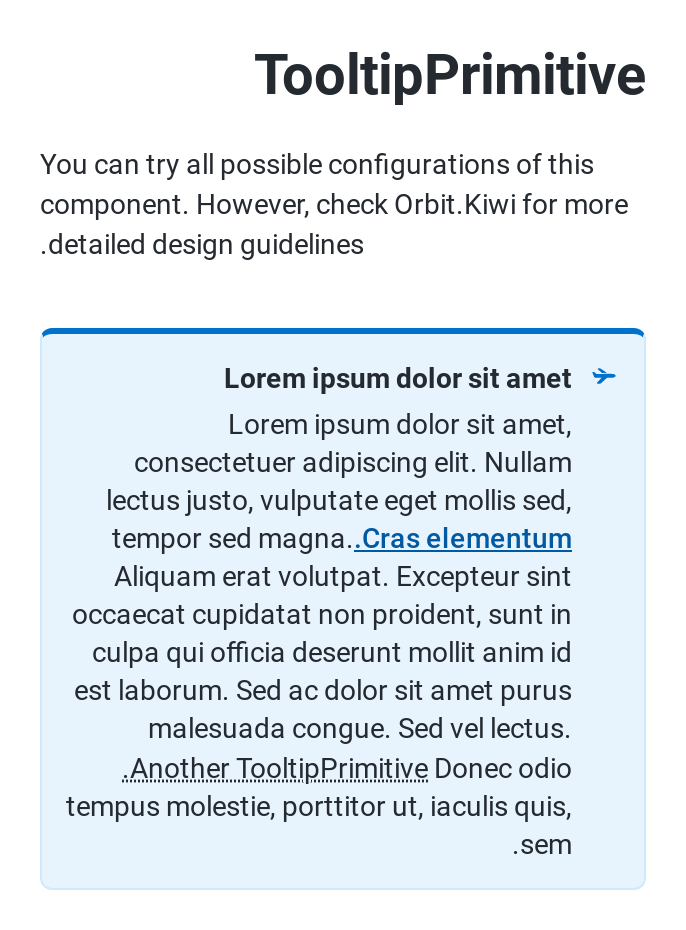 TooltipPrimitive
You can try all possible configurations of this
component. However, check Orbit.Kiwi for more
.detailed design guidelines
Lorem ipsum dolor sit amet
Lorem ipsum dolor sit amet,
consectetuer adipiscing elit. Nullam
lectus justo, vulputate eget mollis sed,
tempor sed magna..Cras elementum
Aliquam erat volutpat. Excepteur sint
occaecat cupidatat non proident, sunt in
culpa qui officia deserunt mollit anim id
est laborum. Sed ac dolor sit amet purus
malesuada congue. Sed vel lectus.
.Another TooltipPrimitive Donec odio
tempus molestie, porttitor ut, iaculis quis,
.sem